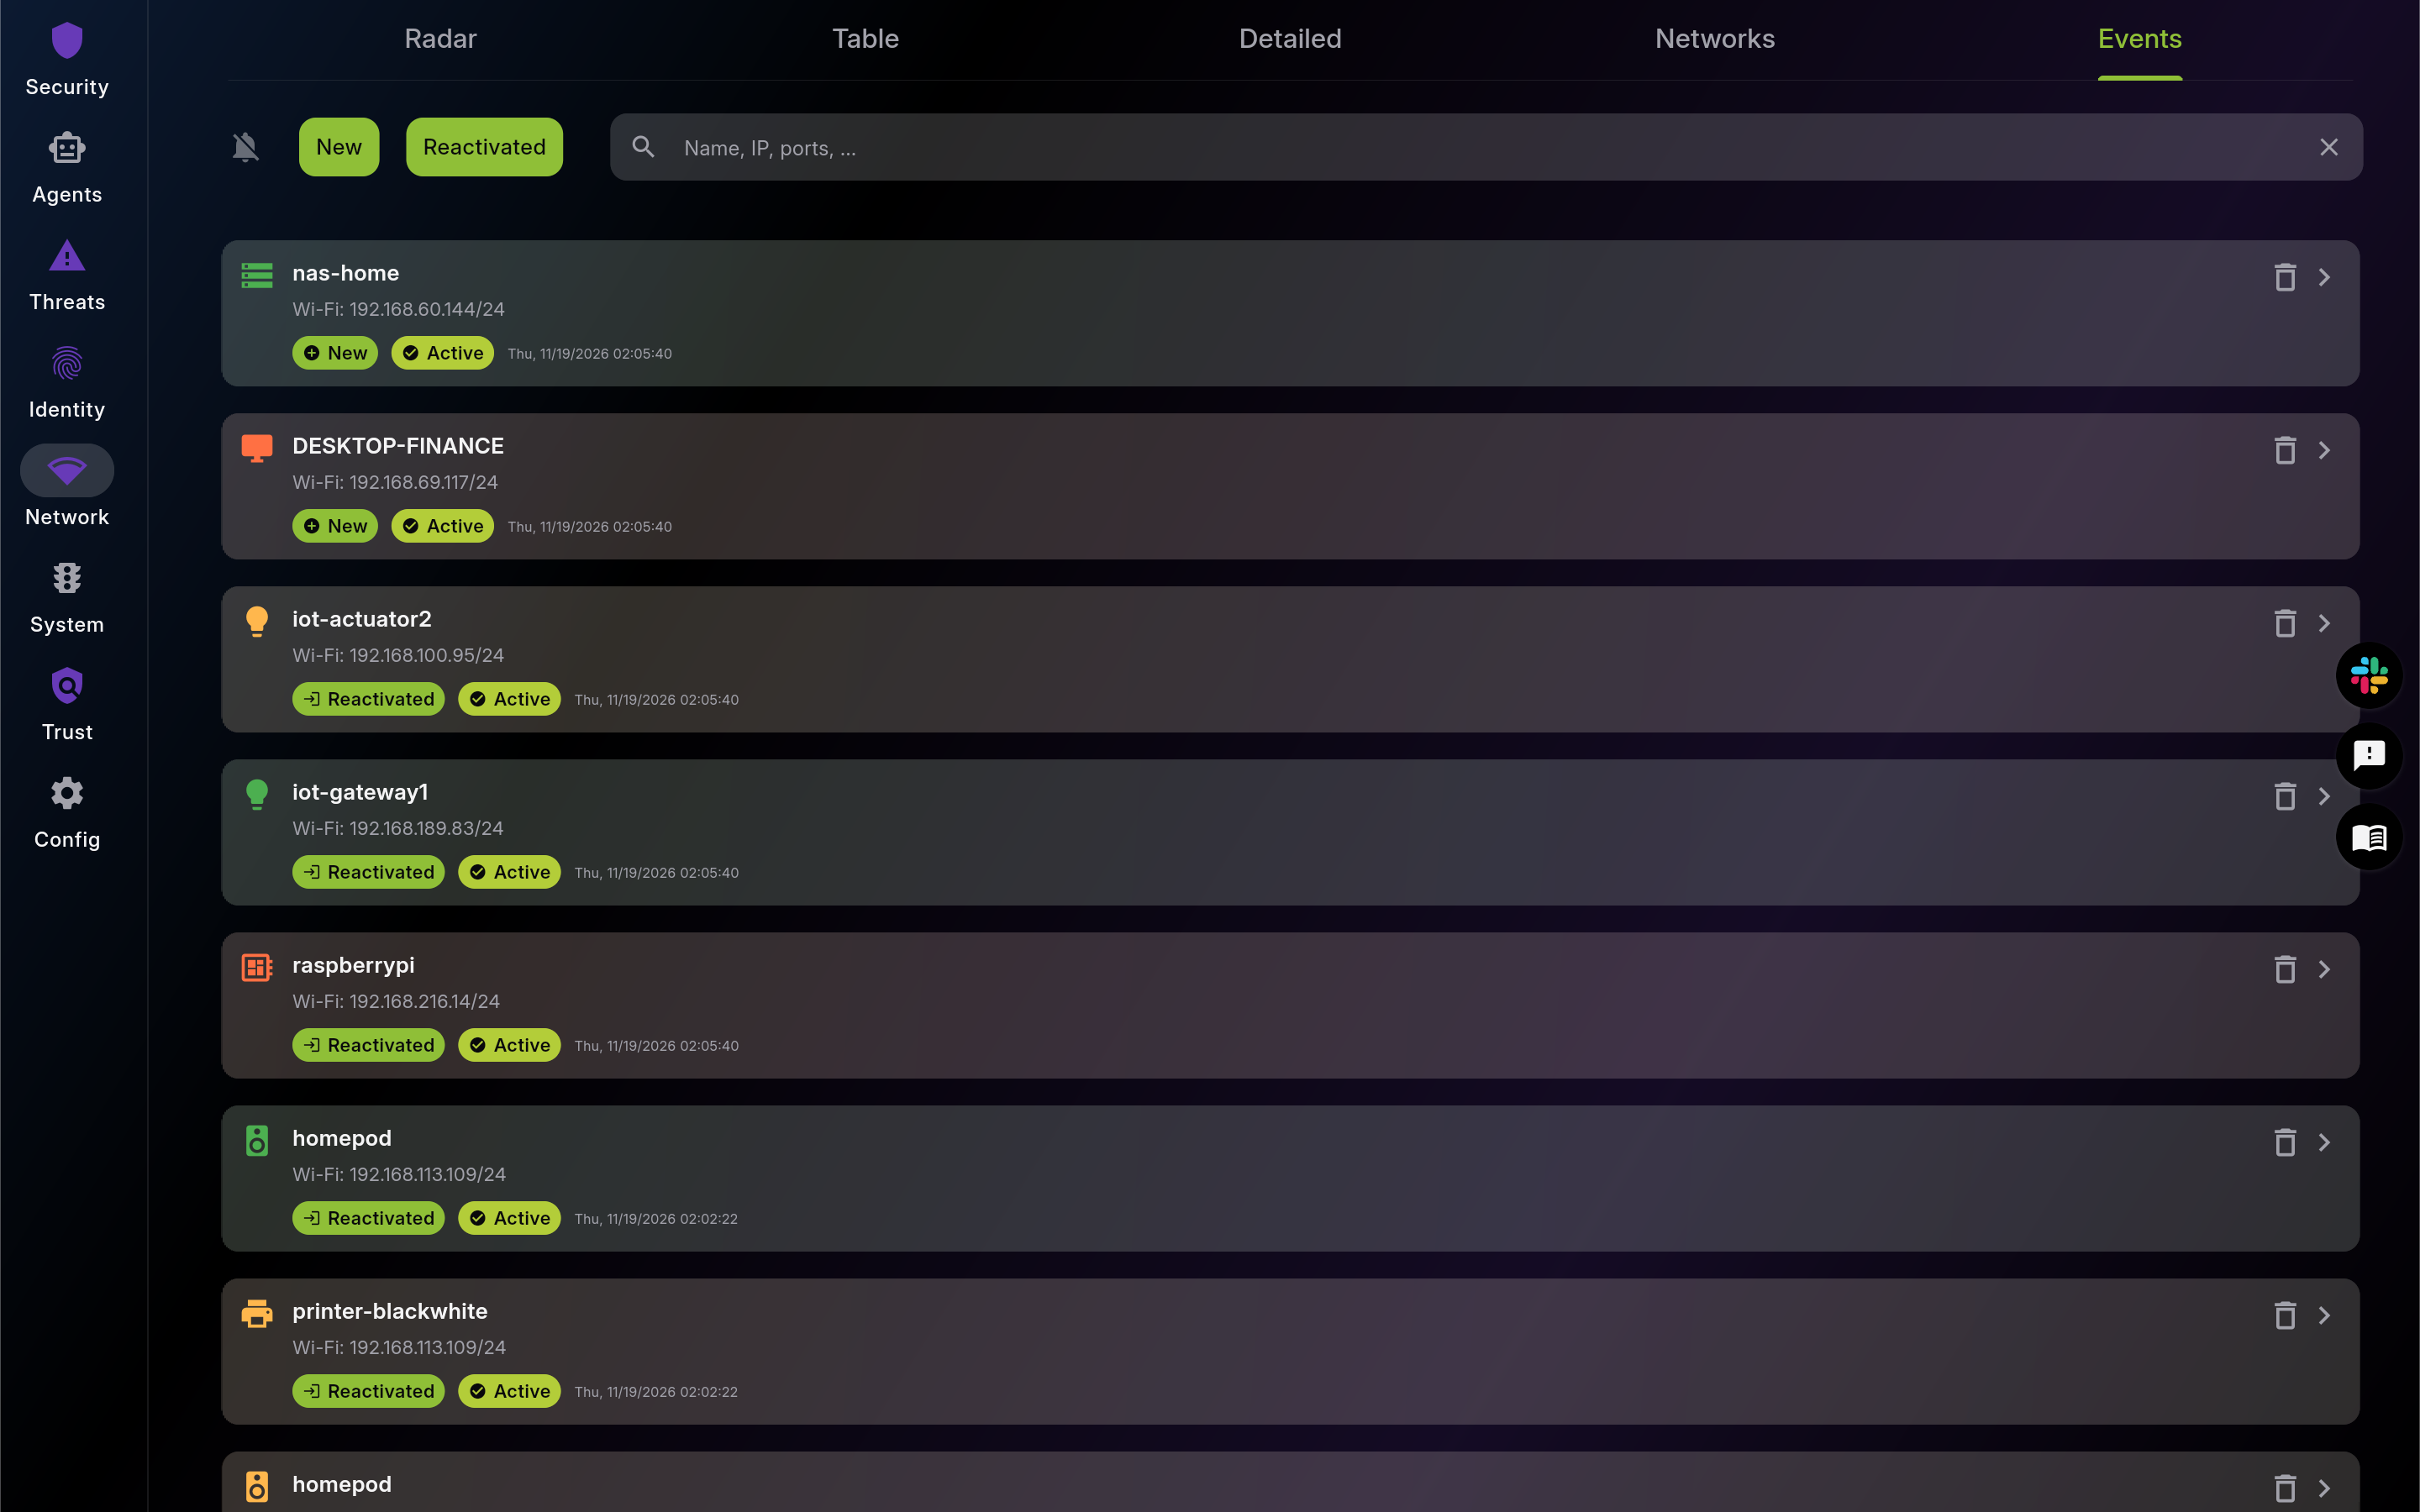 Security
Agents
Threats
Identity
Network
System
Trust
Config
Radar
Table
Detailed
Networks
Events
New
Reactivated
Name, IP, ports, ...
nas-home
Wi-Fi: 192.168.60.144/24
New Active Thu, 11/19/2026 02:05:40
DESKTOP-FINANCE
Wi-Fi: 192.168.69.117/24
New Active Thu, 11/19/2026 02:05:40
iot-actuator2
Wi-Fi: 192.168.100.95/24
Reactivated Active Thu, 11/19/2026 02:05:40
iot-gateway1
Wi-Fi: 192.168.189.83/24
Reactivated Active Thu, 11/19/2026 02:05:40
raspberrypi
Wi-Fi: 192.168.216.14/24
Reactivated Active Thu, 11/19/2026 02:05:40
homepod
Wi-Fi: 192.168.113.109/24
Reactivated Active Thu, 11/19/2026 02:02:22
printer-blackwhite
Wi-Fi: 192.168.113.109/24
Reactivated Active Thu, 11/19/2026 02:02:22
homepod